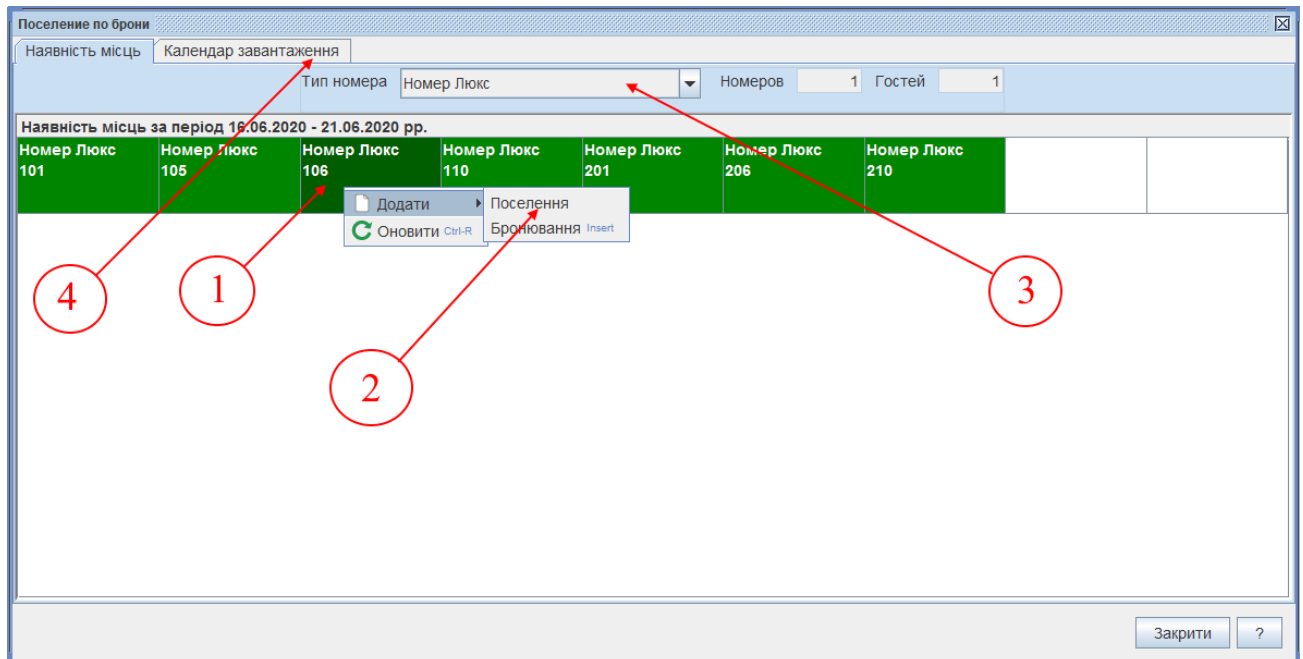 Поселение по брони
Наявність місць Календар завантаження
Тип номера Номер Люкс Номеров 1 Гостей 1
Наявність місць за період 16.06.2020 - 21.06.2020 рр.
Номер Люкс Номер Люкс Номер Люкс Номер Люкс Номер Люкс Номер Люкс Номер Люкс
101 105 106 110 201 206 210
Додати Поселення
Оновити Ctrl-R Бронювання Insert
4 1 3
2
Закрити ?